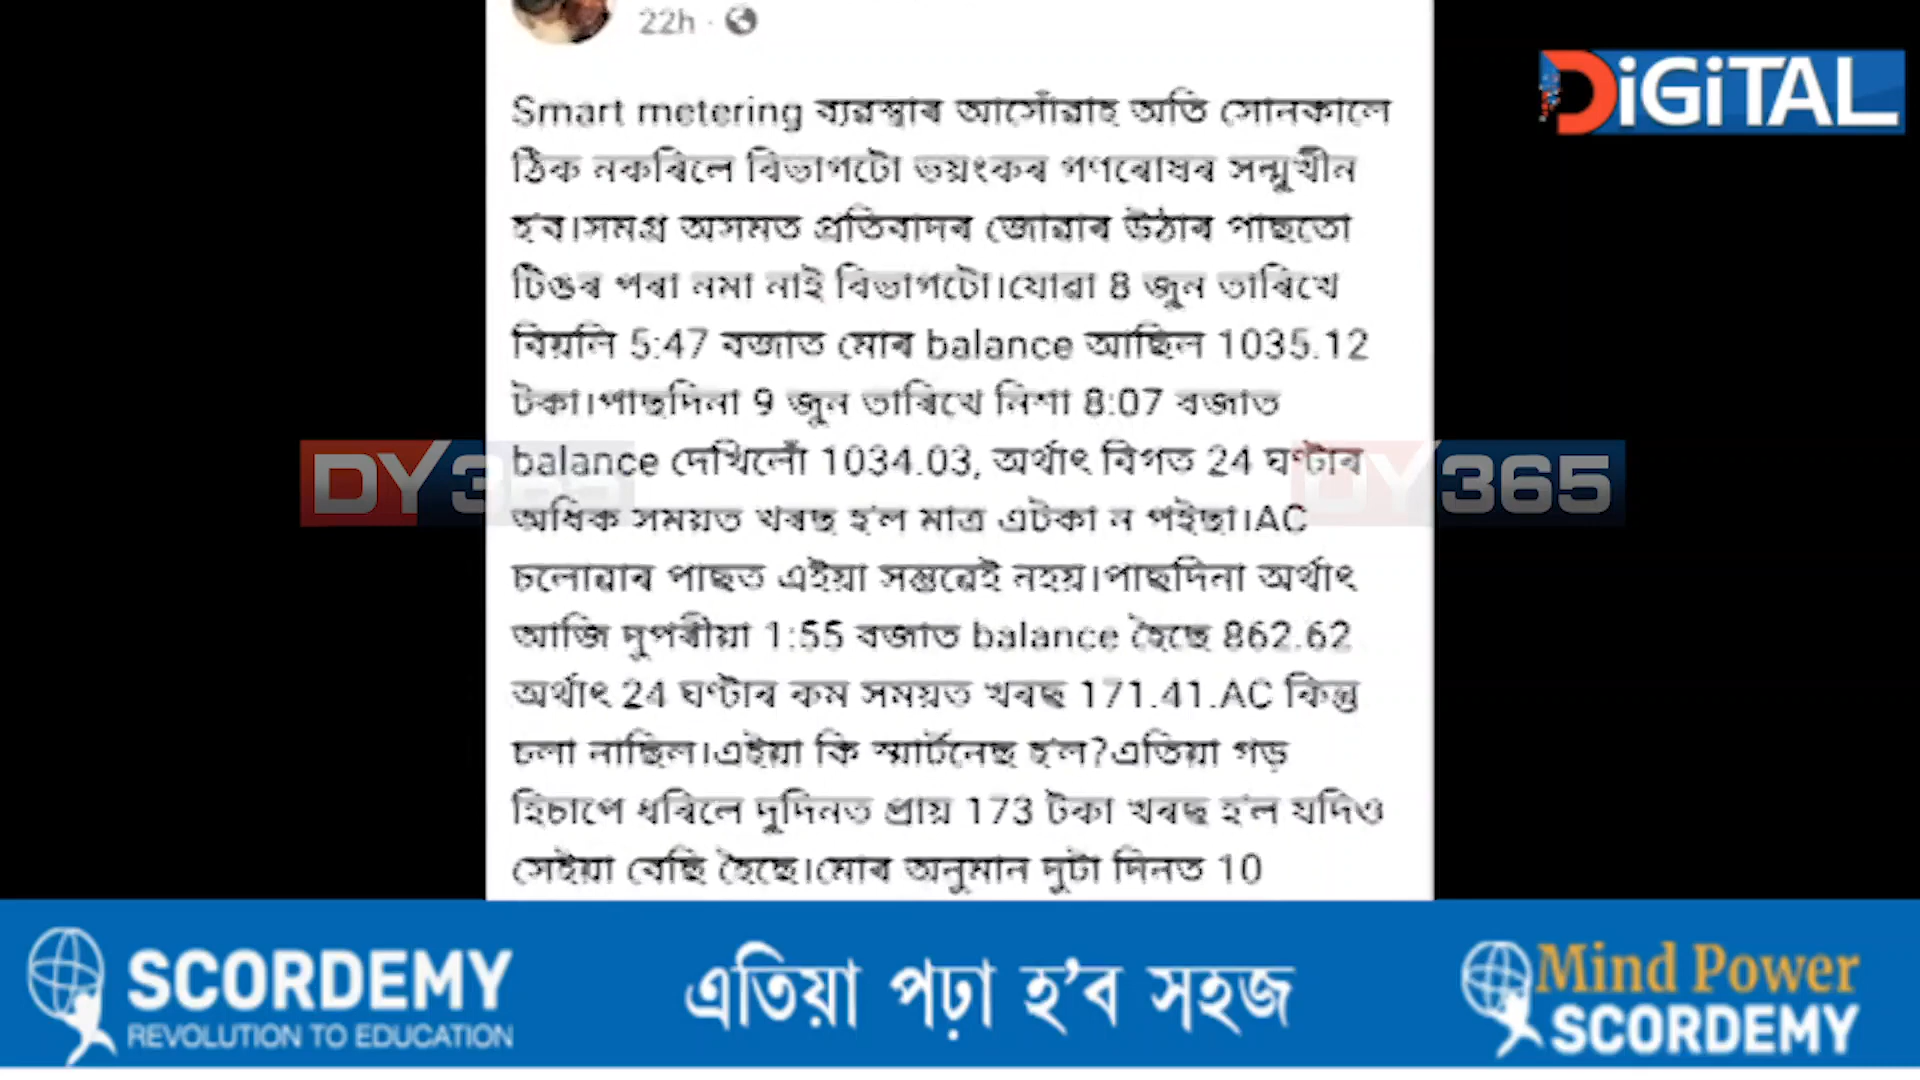 22h ·
DiGiTAL
Smart metering ব্যৱস্থাৰ আসোঁৱাহ অতি সোনকালে
ঠিক নকৰিলে বিভাগটো ভয়ংকৰ গণৰোষৰ সন্মুখীন
হ'ব।সমগ্ৰ অসমত প্ৰতিবাদৰ জোৱাৰ উঠাৰ পাছতো
টিঙৰ পৰা নমা নাই বিভাগটো।যোৱা 8 জুন তাৰিখে
বিয়লি 5:47 বজাত মোৰ balance আছিল 1035.12
টকা।পাছদিনা 9 জুন তাৰিখে নিশা 8:07 বজাত
balance দেখিলোঁ 1034.03, অৰ্থাৎ বিগত 24 ঘণ্টাৰ
অধিক সময়ত খৰছ হ'ল মাত্ৰ এটকা ন পইছা।AC
চলোৱাৰ পাছত এইয়া সম্ভৱেই নহয়।পাছদিনা অৰ্থাৎ
আজি দুপৰীয়া 1:55 বজাত balance হৈছে 862.62
অৰ্থাৎ 24 ঘণ্টাৰ কম সময়ত খৰছ 171.41.AC কিন্তু
চলা নাছিল।এইয়া কি স্মাৰ্টনেছ হ'ল?এতিয়া গড়
হিচাপে ধৰিলে দুদিনত প্ৰায় 173 টকা খৰছ হ'ল যদিও
সেইয়া বেছি হৈছে।মোৰ অনুমান দুটা দিনত 10
DY365
DY365
SCORDEMY
REVOLUTION TO EDUCATION
এতিয়া পঢ়া হ'ব সহজ
Mind Power
SCORDEMY